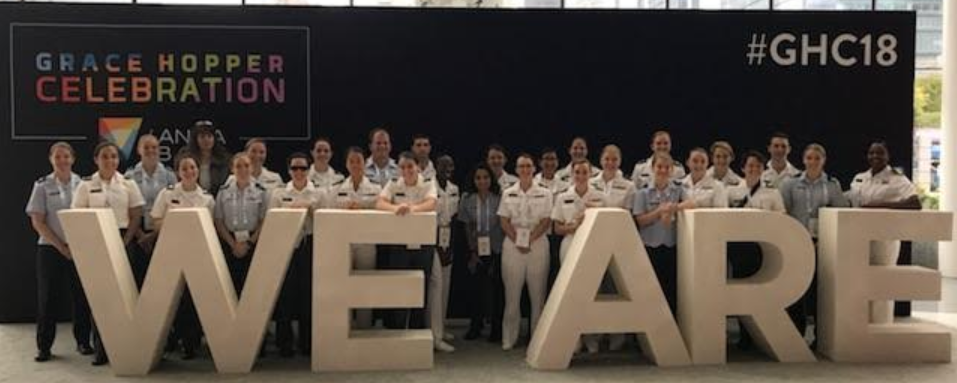 GRACE HOPPER
CELEBRATION
#GHC18
WE ARE